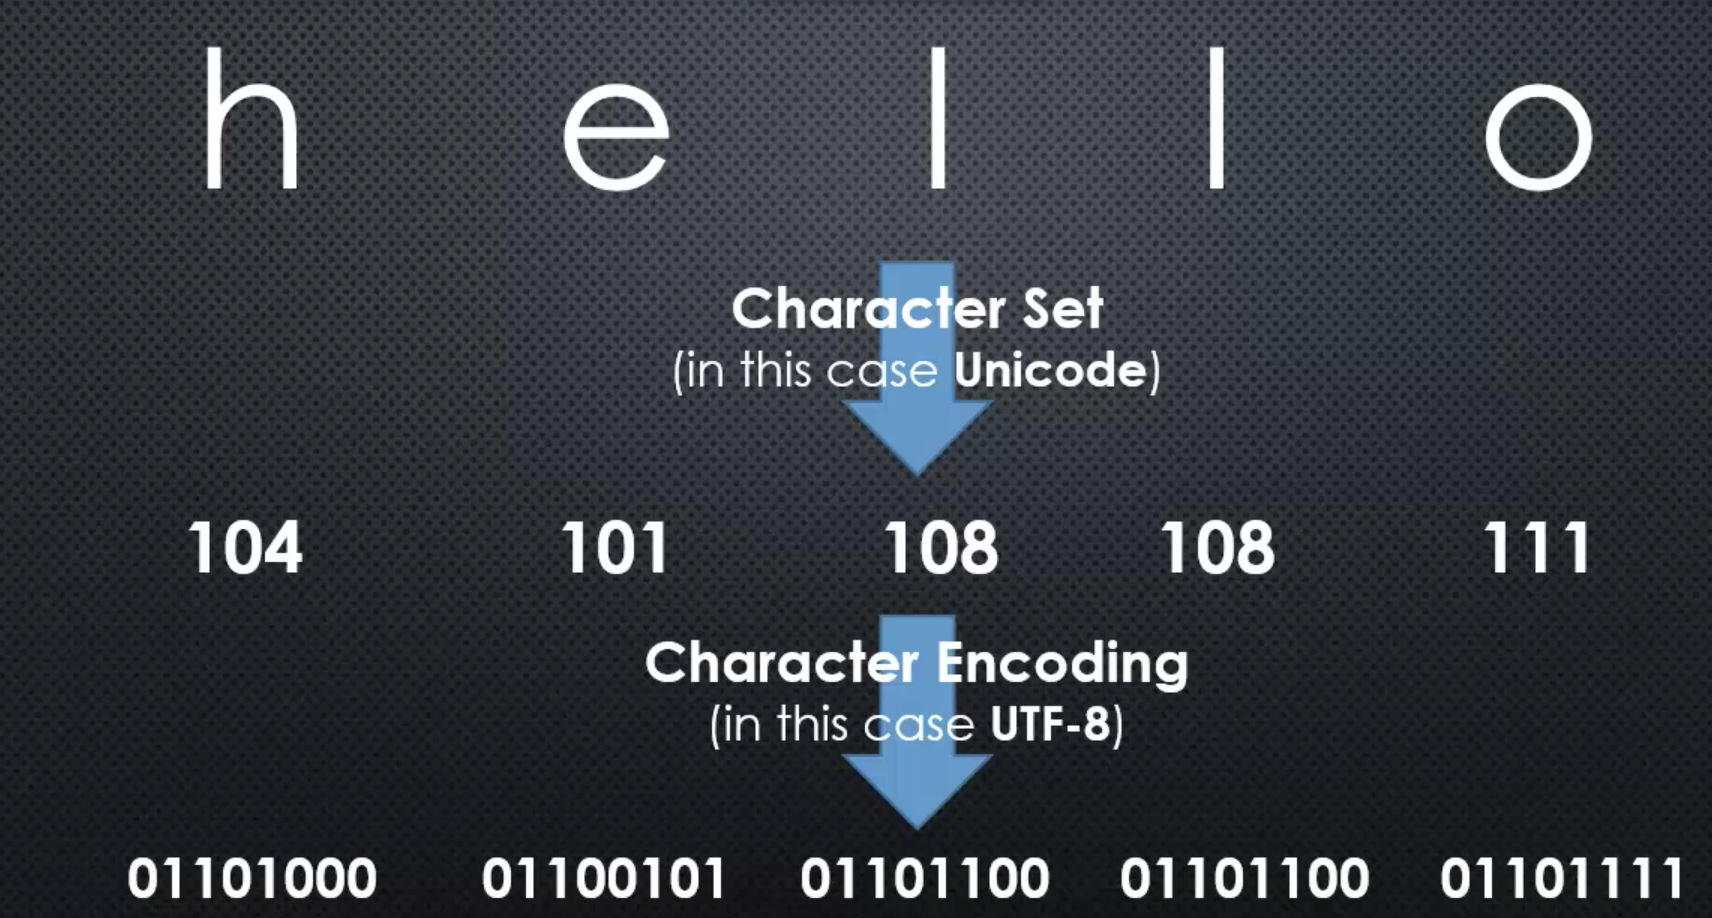 h e l l o
Character Set
(in this case Unicode)
104 101 108 108 111
Character Encoding
(in this case UTF-8)
01101000 01100101 01101100 01101100 01101111